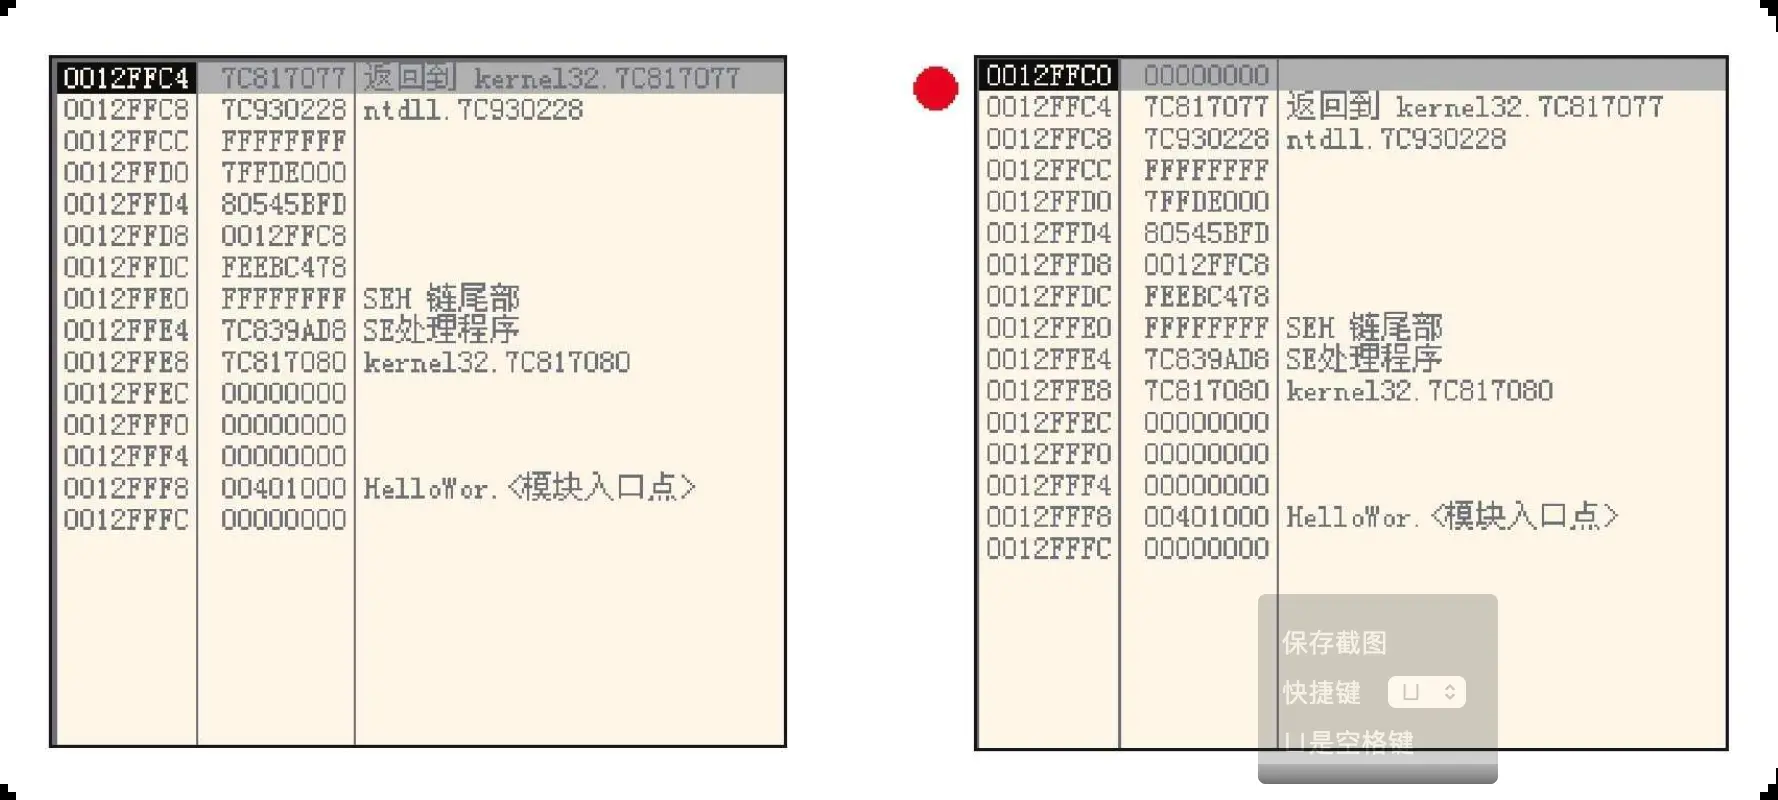 0012FFC4 7C817077 返回到 kernel32.7C817077
0012FFC8 7C930228 ntdll.7C930228
0012FFCC FFFFFFFF
0012FFD0 7FFDE000
0012FFD4 80545BFD
0012FFD8 0012FFC8
0012FFDC FEEBC478
0012FFE0 FFFFFFFF SEH 链尾部
0012FFE4 7C839AD8 SE处理程序
0012FFE8 7C817080 kernel32.7C817080
0012FFEC 00000000
0012FFF0 00000000
0012FFF4 00000000
0012FFF8 00401000 HelloWor.<模块入口点>
0012FFFC 00000000
0012FFC0 00000000
0012FFC4 7C817077 返回到 kernel32.7C817077
0012FFC8 7C930228 ntdll.7C930228
0012FFCC FFFFFFFF
0012FFD0 7FFDE000
0012FFD4 80545BFD
0012FFD8 0012FFC8
0012FFDC FEEBC478
0012FFE0 FFFFFFFF SEH 链尾部
0012FFE4 7C839AD8 SE处理程序
0012FFE8 7C817080 kernel32.7C817080
0012FFEC 00000000
0012FFF0 00000000
0012FFF4 00000000
0012FFF8 00401000 HelloWor.<模块入口点>
0012FFFC 00000000
保存截图
快捷键 ⌴
⌴是空格键